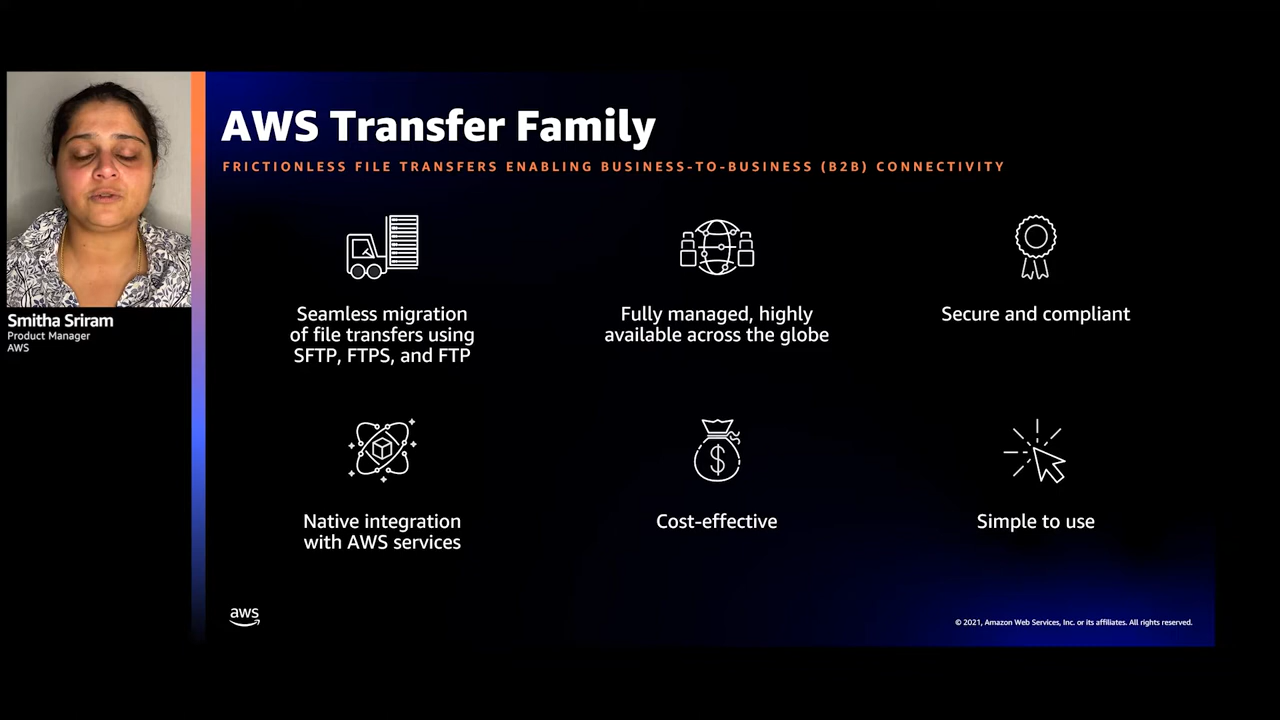 AWS Transfer Family
FRICTIONLESS FILE TRANSFERS ENABLING BUSINESS-TO-BUSINESS (B2B) CONNECTIVITY
Smitha Sriram
Product Manager
AWS
Seamless migration
of file transfers using
SFTP, FTPS, and FTP
Fully managed, highly
available across the globe
Secure and compliant
Native integration
with AWS services
$
Cost-effective
Simple to use
aws
© 2021, Amazon Web Services, Inc. or its affiliates. All rights reserved.